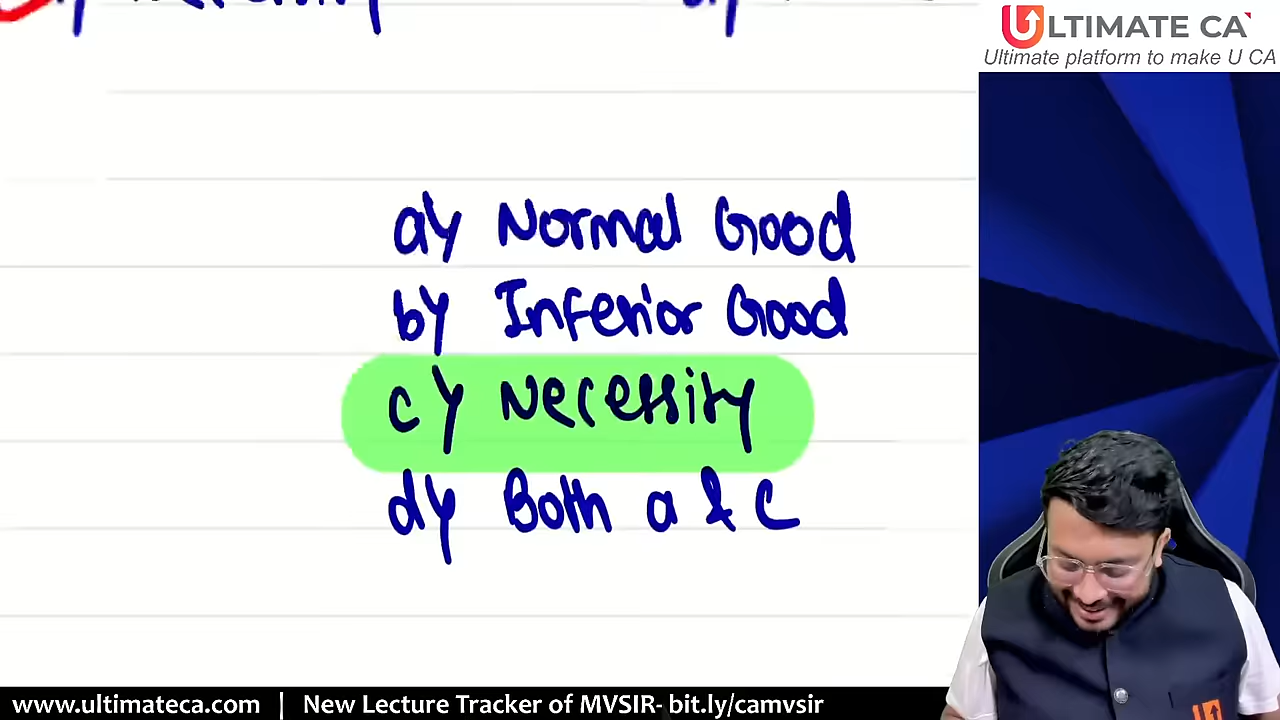 ULTIMATE CA
Ultimate platform to make U CA
a) Normal Good
b) Inferior Good
c) Necessity
d) Both a & c
www.ultimateca.com | New Lecture Tracker of MVSIR- bit.ly/camvsir